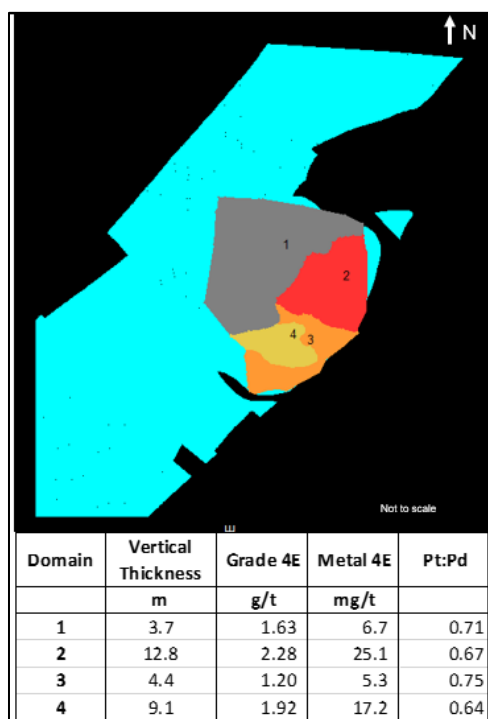 N
1
2
4
3
Not to scale
E
Domain Vertical Thickness Grade 4E Metal 4E Pt:Pd
m g/t mg/t
1 3.7 1.63 6.7 0.71
2 12.8 2.28 25.1 0.67
3 4.4 1.20 5.3 0.75
4 9.1 1.92 17.2 0.64